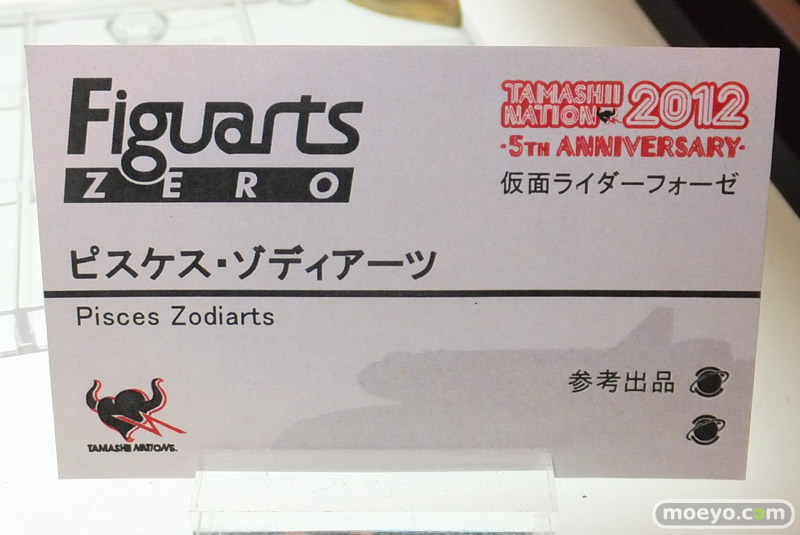 Figuarts
ZERO
TAMASHII
NATION 2012
-5TH ANNIVERSARY-
仮面ライダーフォーゼ
ピスケス・ゾディアーツ
Pisces Zodiarts
参考出品
TAMASHII NATIONS
moeyo.com